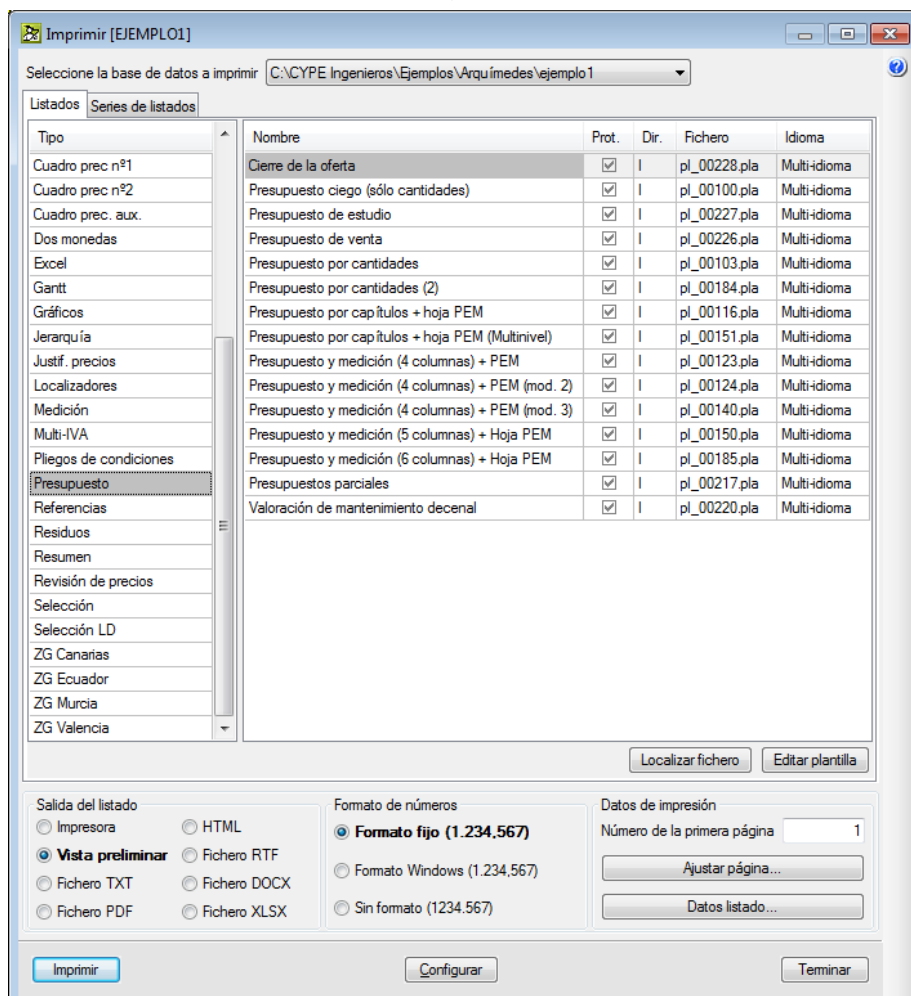 Imprimir [EJEMPLO1]
Seleccione la base de datos a imprimir C:\CYPE Ingenieros\Ejemplos\Arquímedes\ejemplo1
Listados Series de listados
Tipo Nombre Prot. Dir. Fichero Idioma
Cuadro prec nº1 Cierre de la oferta I pl_00228.pla Multi-idioma
Cuadro prec nº2 Presupuesto ciego (sólo cantidades) I pl_00100.pla Multi-idioma
Cuadro prec. aux. Presupuesto de estudio I pl_00227.pla Multi-idioma
Dos monedas Presupuesto de venta I pl_00226.pla Multi-idioma
Excel Presupuesto por cantidades I pl_00103.pla Multi-idioma
Gantt Presupuesto por cantidades (2) I pl_00184.pla Multi-idioma
Gráficos Presupuesto por capítulos + hoja PEM I pl_00116.pla Multi-idioma
Jerarquía Presupuesto por capítulos + hoja PEM (Multinivel) I pl_00151.pla Multi-idioma
Justif. precios Presupuesto y medición (4 columnas) + PEM I pl_00123.pla Multi-idioma
Localizadores Presupuesto y medición (4 columnas) + PEM (mod. 2) I pl_00124.pla Multi-idioma
Medición Presupuesto y medición (4 columnas) + PEM (mod. 3) I pl_00140.pla Multi-idioma
Multi-IVA Presupuesto y medición (5 columnas) + Hoja PEM I pl_00150.pla Multi-idioma
Pliegos de condiciones Presupuesto y medición (6 columnas) + Hoja PEM I pl_00185.pla Multi-idioma
Presupuesto Presupuestos parciales I pl_00217.pla Multi-idioma
Referencias Valoración de mantenimiento decenal I pl_00220.pla Multi-idioma
Residuos
Resumen
Revisión de precios
Selección
Selección LD
ZG Canarias
ZG Ecuador
ZG Murcia
ZG Valencia
Localizar fichero Editar plantilla
Salida del listado Formato de números Datos de impresión
Impresora HTML Formato fijo (1.234,567) Número de la primera página 1
Vista preliminar Fichero RTF Formato Windows (1.234,567) Ajustar página...
Fichero TXT Fichero DOCX
Fichero PDF Fichero XLSX Sin formato (1234.567) Datos listado...
Imprimir Configurar Terminar